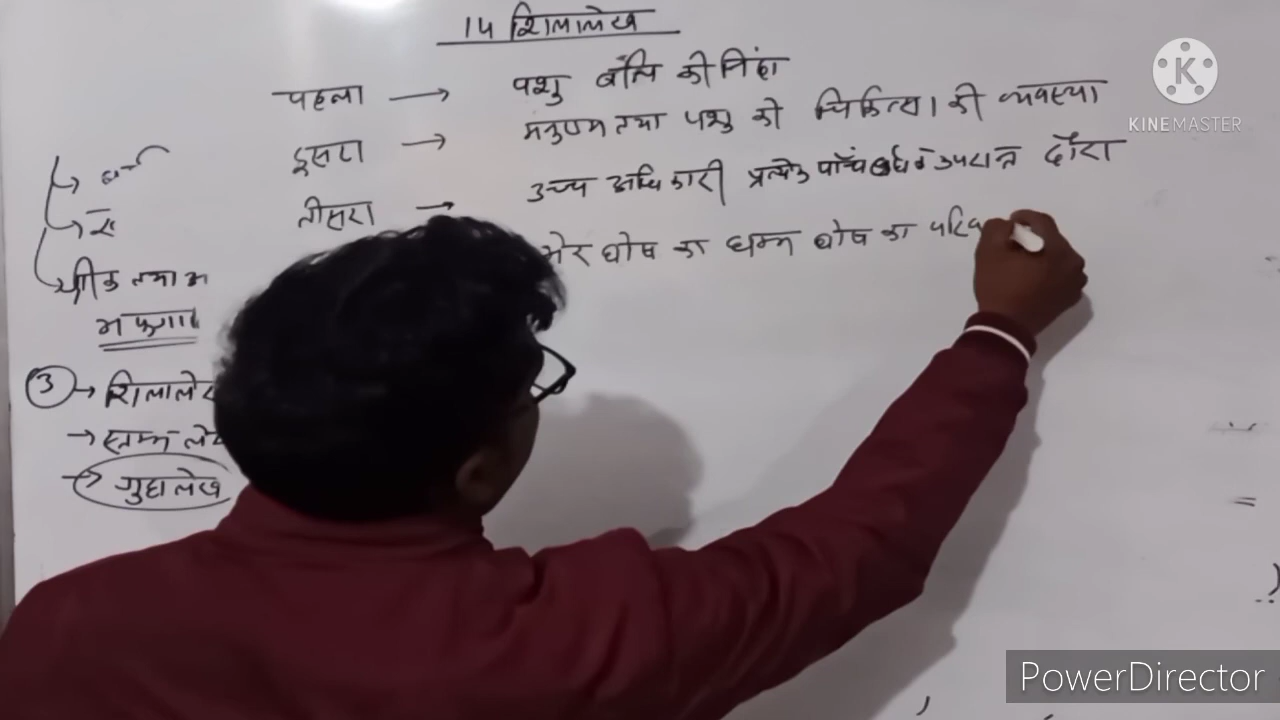 14 शिलालेख
पहला → पशु बलि की निंदा
दूसरा → मनुष्य तथा पशु की चिकित्सा की व्यवस्था
तीसरा → उच्च अधिकारी प्रत्येक पाँच वर्ष के उपरान्त दौरा
भेर घोष का धम्म घोष का
ग्रीक तथा
③ → शिलालेख
→ स्तम्भ लेख
→ गुहालेख
KINEMASTER
PowerDirector